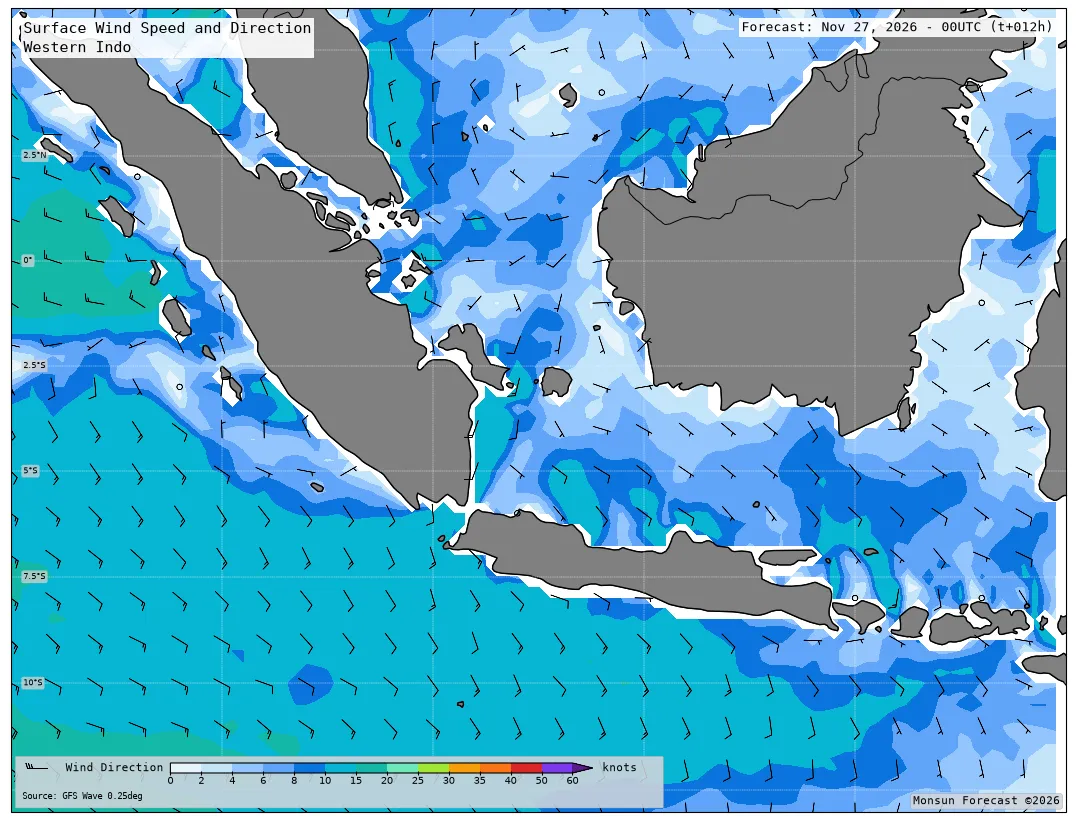 Surface Wind Speed and Direction
Western Indo
Forecast: Nov 27, 2026 - 00UTC (t+012h)
2.5°N
0°
2.5°S
5°S
7.5°S
10°S
Wind Direction
0 2 4 6 8 10 15 20 25 30 35 40 50 60
knots
Source: GFS Wave 0.25deg
Monsun Forecast ©2026